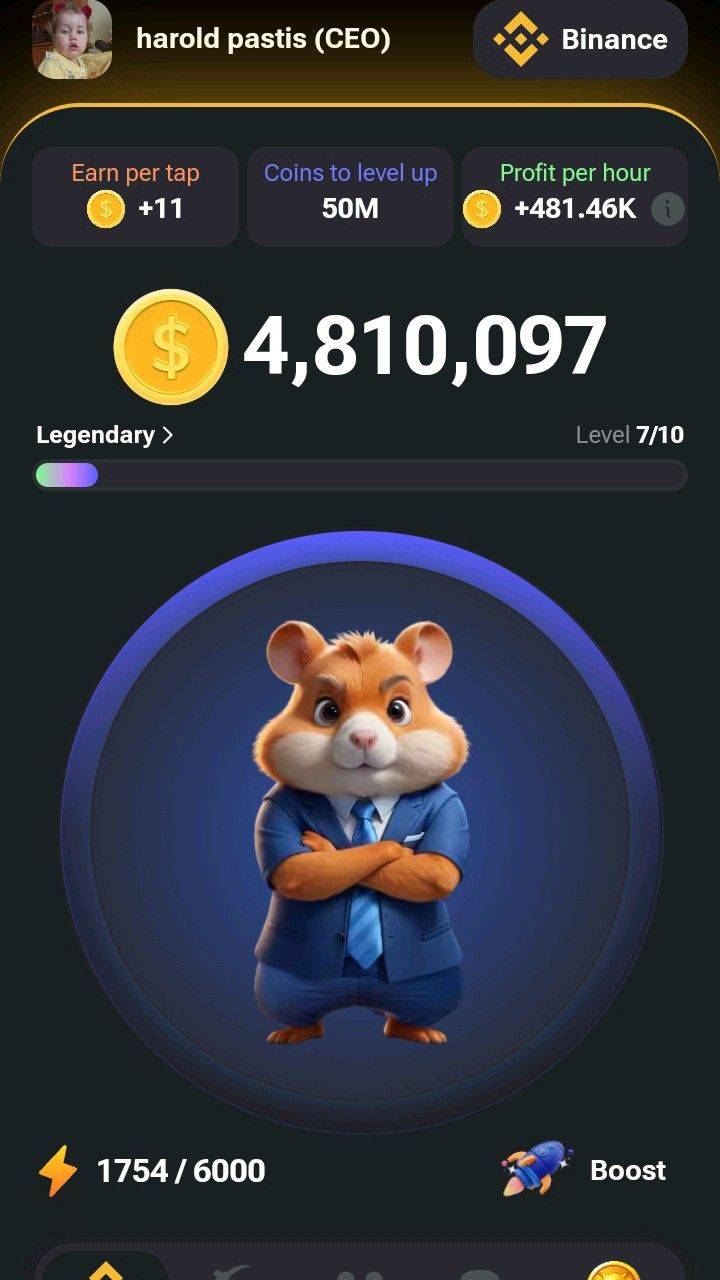 harold pastis (CEO)
Binance
Earn per tap
+11
Coins to level up
50M
Profit per hour
+481.46K
4,810,097
Legendary >
Level 7/10
1754 / 6000
Boost